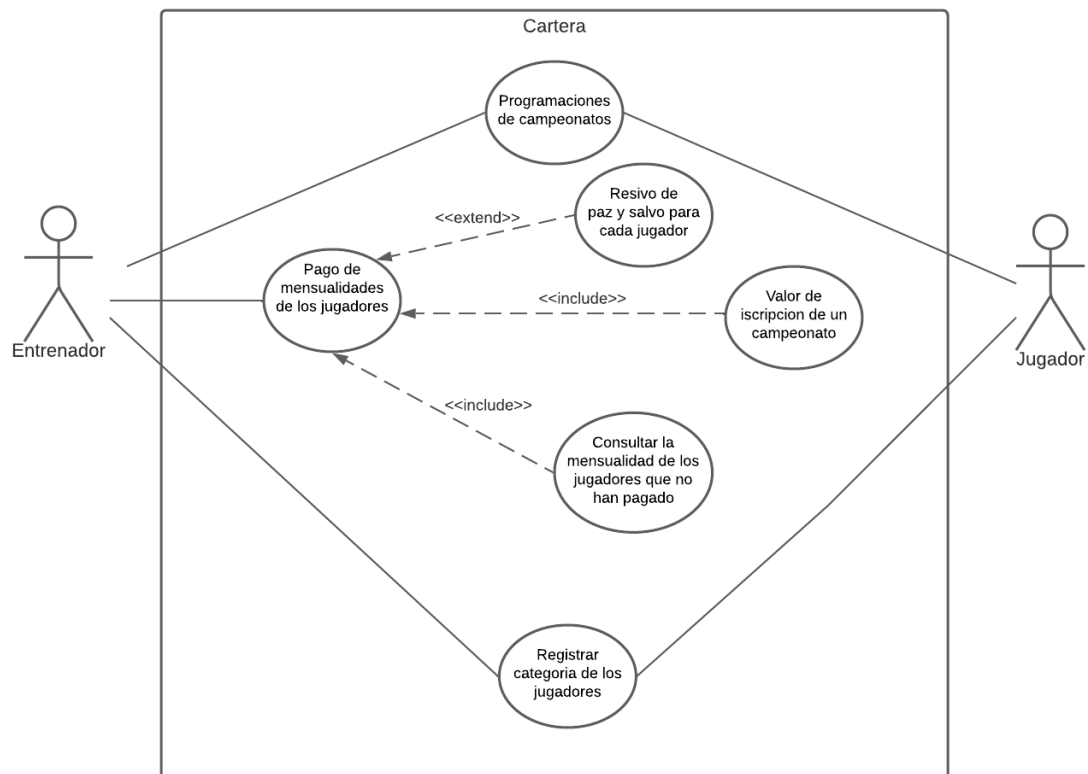 Cartera
Programaciones
de campeonatos
Resivo de
paz y salvo para
cada jugador
<<extend>>
Pago de
mensualidades
de los jugadores
<<include>>
Valor de
iscripcion de un
campeonato
Entrenador
Jugador
<<include>>
Consultar la
mensualidad de los
jugadores que no
han pagado
Registrar
categoria de los
jugadores